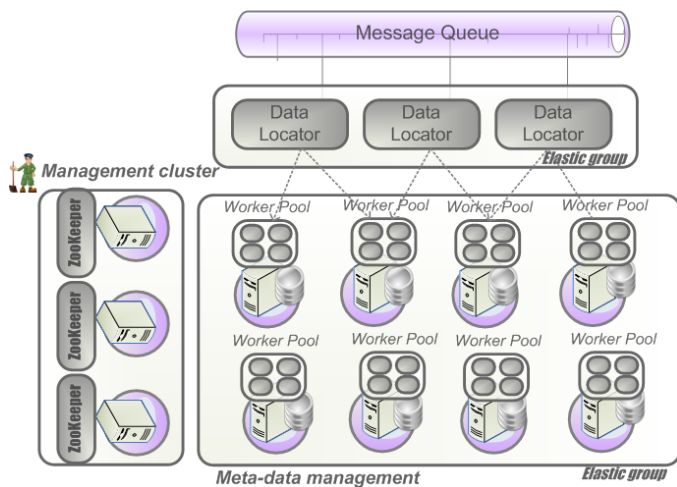 Message Queue
Data
Locator
Data
Locator
Data
Locator
Elastic group
Management cluster
ZooKeeper
ZooKeeper
ZooKeeper
Worker Pool
Worker Pool
Worker Pool
Worker Pool
Worker Pool
Worker Pool
Worker Pool
Worker Pool
Meta-data management
Elastic group